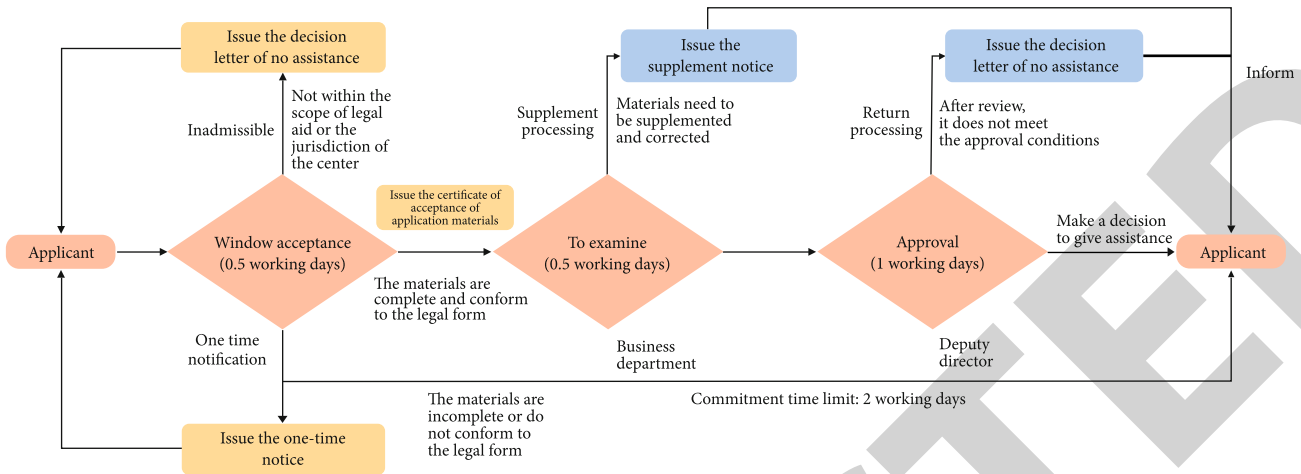 Issue the decision
letter of no assistance
Issue the
supplement notice
Issue the decision
letter of no assistance
Inform
Inadmissible
Not within the
scope of legal
aid or the
jurisdiction of
the center
Supplement
processing
Materials need to
be supplemented
and corrected
Return
processing
After review,
it does not meet
the approval conditions
Issue the certificate of
acceptance of
application materials
Applicant
Window acceptance
(0.5 working days)
To examine
(0.5 working days)
Approval
(1 working days)
Make a decision
to give assistance
Applicant
The materials are
complete and conform
to the legal form
One time
notification
Business
department
Deputy
director
The materials are
incomplete or do
not conform to
the legal form
Commitment time limit: 2 working days
Issue the one-time
notice